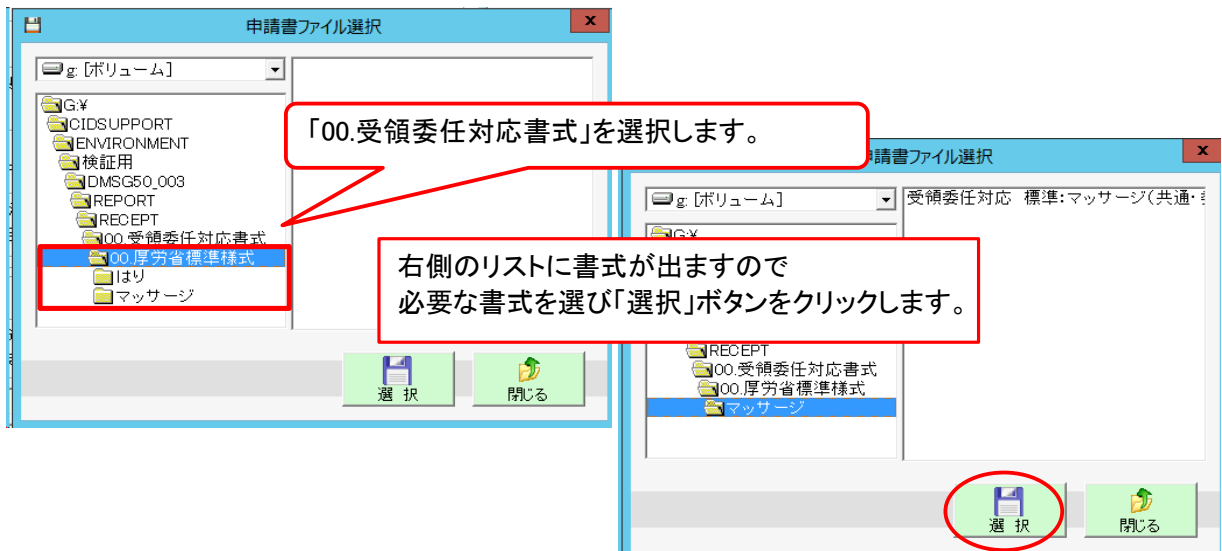 申請書ファイル選択
x
g: [ボリューム]
G:¥
CIDSUPPORT
ENVIRONMENT
検証用
DMSG50_003
REPORT
RECEPT
00.受領委任対応書式
00.厚労省標準様式
はり
マッサージ
選 択
閉じる
「00.受領委任対応書式」を選択します。
申請書ファイル選択
x
g: [ボリューム]
受領委任対応 標準:マッサージ(共通・
G:¥
右側のリストに書式が出ますので
必要な書式を選び「選択」ボタンをクリックします。
RECEPT
00.受領委任対応書式
00.厚労省標準様式
マッサージ
選 択
閉じる